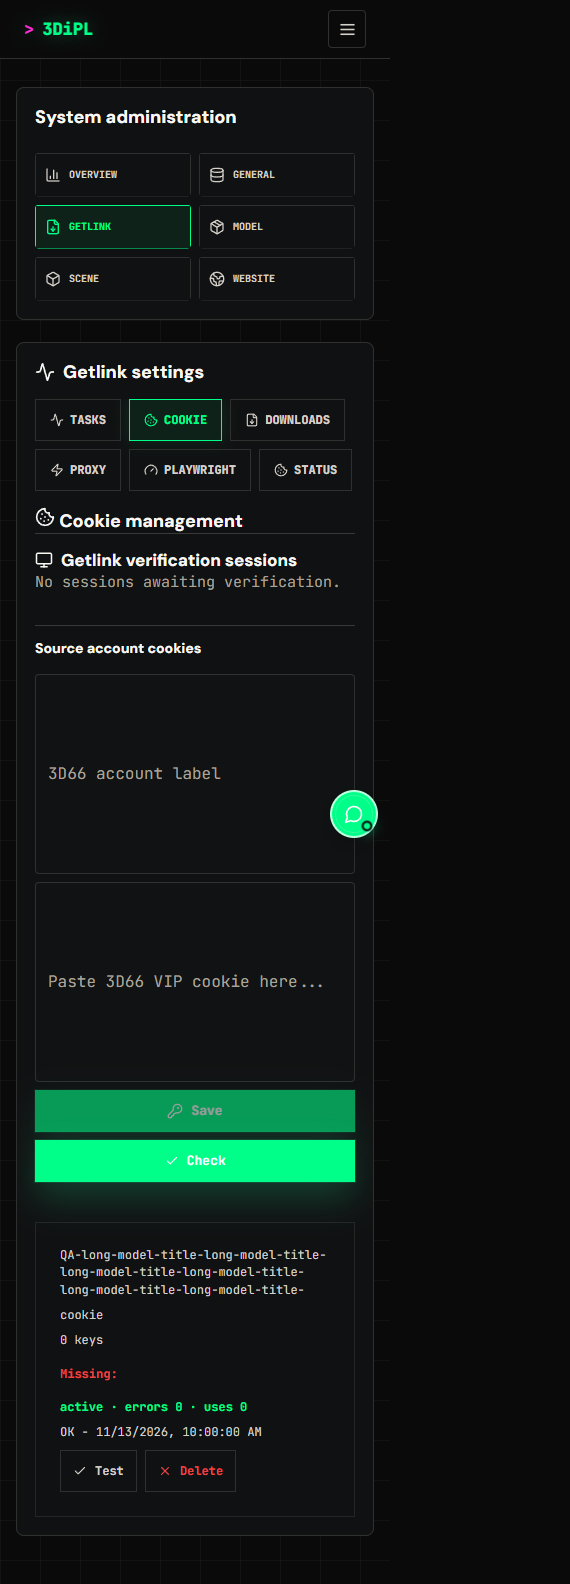 > 3DiPL
System administration
OVERVIEW
GENERAL
GETLINK
MODEL
SCENE
WEBSITE
Getlink settings
TASKS
COOKIE
DOWNLOADS
PROXY
PLAYWRIGHT
STATUS
Cookie management
Getlink verification sessions
No sessions awaiting verification.
Source account cookies
3D66 account label
Paste 3D66 VIP cookie here...
Save
Check
QA-long-model-title-long-model-title-
long-model-title-long-model-title-
long-model-title-long-model-title-
cookie
0 keys
Missing:
active · errors 0 · uses 0
OK - 11/13/2026, 10:00:00 AM
Test
Delete